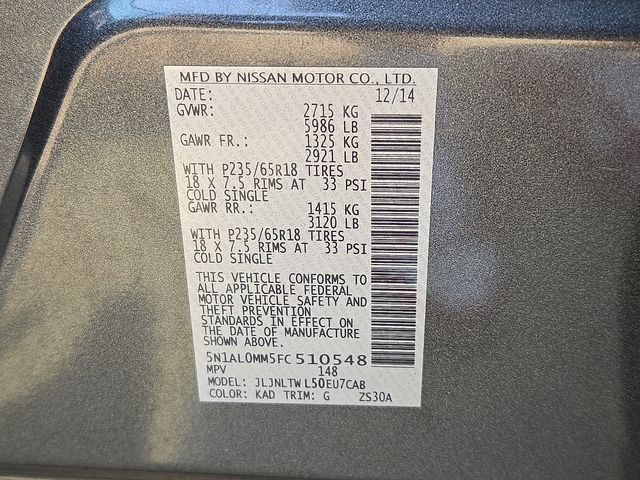 MFD BY NISSAN MOTOR CO., LTD.
DATE: 12/14
GVWR: 2715 KG
5986 LB
GAWR FR.: 1325 KG
2921 LB
WITH P235/65R18 TIRES
18 X 7.5 RIMS AT 33 PSI
COLD SINGLE
GAWR RR.: 1415 KG
3120 LB
WITH P235/65R18 TIRES
18 X 7.5 RIMS AT 33 PSI
COLD SINGLE
THIS VEHICLE CONFORMS TO
ALL APPLICABLE FEDERAL
MOTOR VEHICLE SAFETY AND
THEFT PREVENTION
STANDARDS IN EFFECT ON
THE DATE OF MANUFACTURE
SHOWN ABOVE.
5N1AL0MM5FC510548
MPV 148
MODEL: JLJNLTW L50EU7CAB
COLOR: KAD TRIM: G ZS30A